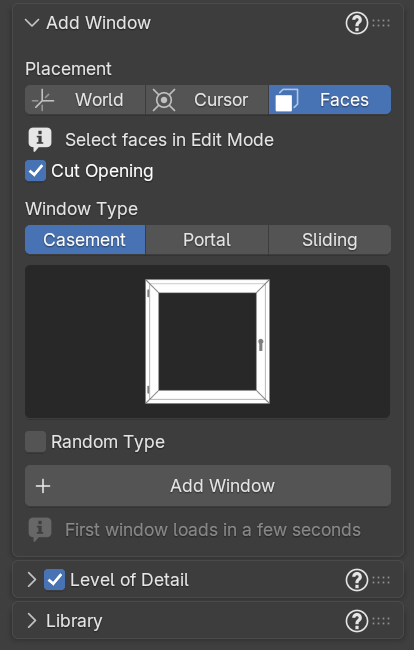 Add Window
Placement
World Cursor Faces
Select faces in Edit Mode
Cut Opening
Window Type
Casement Portal Sliding
Random Type
Add Window
First window loads in a few seconds
Level of Detail
Library